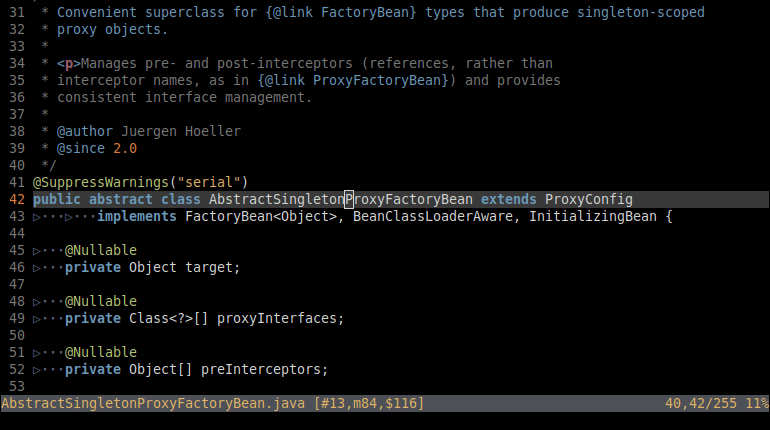 31  * Convenient superclass for {@link FactoryBean} types that produce singleton-scoped
32  * proxy objects.
33  *
34  * <p>Manages pre- and post-interceptors (references, rather than
35  * interceptor names, as in {@link ProxyFactoryBean}) and provides
36  * consistent interface management.
37  *
38  * @author Juergen Hoeller
39  * @since 2.0
40  */
41 @SuppressWarnings("serial")
42 public abstract class AbstractSingletonProxyFactoryBean extends ProxyConfig
43 ▷···▷···implements FactoryBean<Object>, BeanClassLoaderAware, InitializingBean {
44
45 ▷···@Nullable
46 ▷···private Object target;
47
48 ▷···@Nullable
49 ▷···private Class<?>[] proxyInterfaces;
50
51 ▷···@Nullable
52 ▷···private Object[] preInterceptors;
53
AbstractSingletonProxyFactoryBean.java [#13,m84,$116] 40,42/255 11%